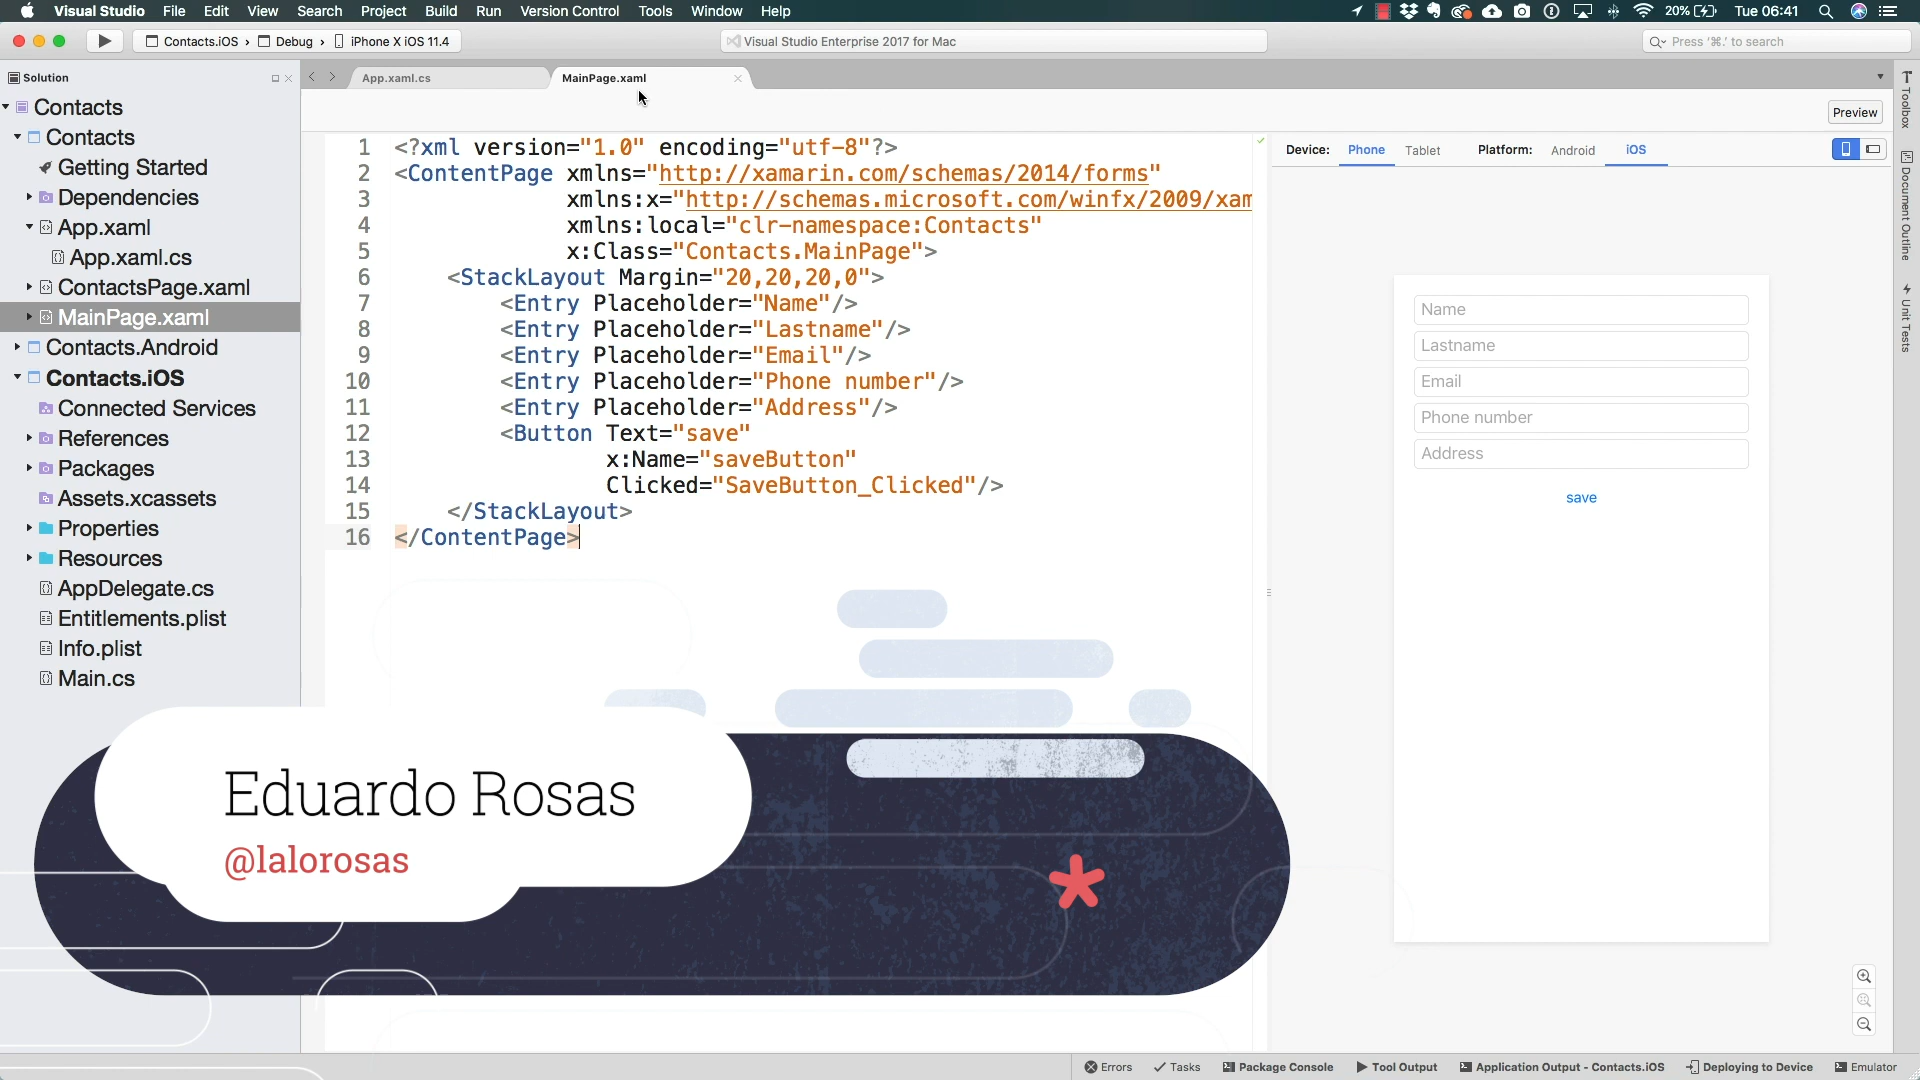 Visual Studio File Edit View Search Project Build Run Version Control Tools Window Help 20% Tue 06:41
Contacts.iOS › Debug › iPhone X iOS 11.4 Visual Studio Enterprise 2017 for Mac Press '⌘.' to search
Solution
App.xaml.cs MainPage.xaml
Contacts
Contacts
Getting Started
Dependencies
App.xaml
App.xaml.cs
ContactsPage.xaml
MainPage.xaml
Contacts.Android
Contacts.iOS
Connected Services
References
Packages
Assets.xcassets
Properties
Resources
AppDelegate.cs
Entitlements.plist
Info.plist
Main.cs
1 <?xml version="1.0" encoding="utf-8"?>
2 <ContentPage xmlns="http://xamarin.com/schemas/2014/forms"
3 xmlns:x="http://schemas.microsoft.com/winfx/2009/xam
4 xmlns:local="clr-namespace:Contacts"
5 x:Class="Contacts.MainPage">
6 <StackLayout Margin="20,20,20,0">
7 <Entry Placeholder="Name"/>
8 <Entry Placeholder="Lastname"/>
9 <Entry Placeholder="Email"/>
10 <Entry Placeholder="Phone number"/>
11 <Entry Placeholder="Address"/>
12 <Button Text="save"
13 x:Name="saveButton"
14 Clicked="SaveButton_Clicked"/>
15 </StackLayout>
16 </ContentPage>
Preview
Device: Phone Tablet Platform: Android iOS
Name
Lastname
Email
Phone number
Address
save
Toolbox
Document Outline
Unit Tests
Eduardo Rosas
@lalorosas
Errors Tasks Package Console Tool Output Application Output - Contacts.iOS Deploying to Device Emulator